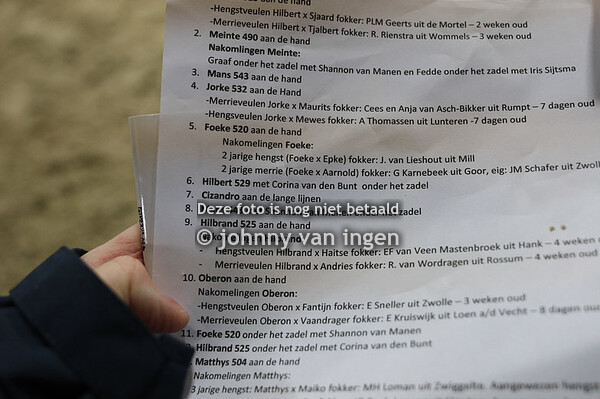 -Hengstveulen Hilbert x Sjaard fokker: PLM Geerts uit de Mortel – 2 weken oud
-Merrieveulen Hilbert x Tjalbert fokker: R. Rienstra uit Wommels – 3 weken oud
2. Meinte 490 aan de hand
Nakomlingen Meinte:
Graaf onder het zadel met Shannon van Manen en Fedde onder het zadel met Iris Sijtsma
3. Mans 543 aan de hand
4. Jorke 532 aan de hand
-Merrieveulen Jorke x Maurits fokker: Cees en Anja van Asch-Bikker uit Rumpt – 7 dagen oud
-Hengsveulen Jorke x Mewes fokker: A Thomassen uit Lunteren -7 dagen oud
5. Foeke 520 aan de hand
Nakomelingen Foeke:
2 jarige hengst (Foeke x Epke) fokker: J. van Lieshout uit Mill
2 jarige merrie (Foeke x Aarnold) fokker: G Karnebeek uit Goor, eig: JM Schafer uit Zwolle
6. Hilbert 529 met Corina van den Bunt onder het zadel
7. Cizandro aan de lange lijnen
8.
Deze foto is nog niet betaald
9. Hilbrand 525 aan de hand
© johnny van ingen
Hengstveulen Hilbrand x Haitse fokker: EF van Veen Mastenbroek uit Hank – 4 weken
- Merrieveulen Hilbrand x Andries fokker: R. van Wordragen uit Rossum – 4 weken oud
10. Oberon aan de hand
Nakomelingen Oberon:
-Hengstveulen Oberon x Fantijn fokker: E Sneller uit Zwolle – 3 weken oud
-Merrieveulen Oberon x Vaandrager fokker: E Kruiswijk uit Loen a/d Vecht – 8 dagen oud
11. Foeke 520 onder het zadel met Shannon van Manen
Hilbrand 525 onder het zadel met Corina van den Bunt
Matthys 504 aan de hand
Nakomelingen Matthys:
3 jarige hengst: Matthys x Maiko fokker: MH Loman uit